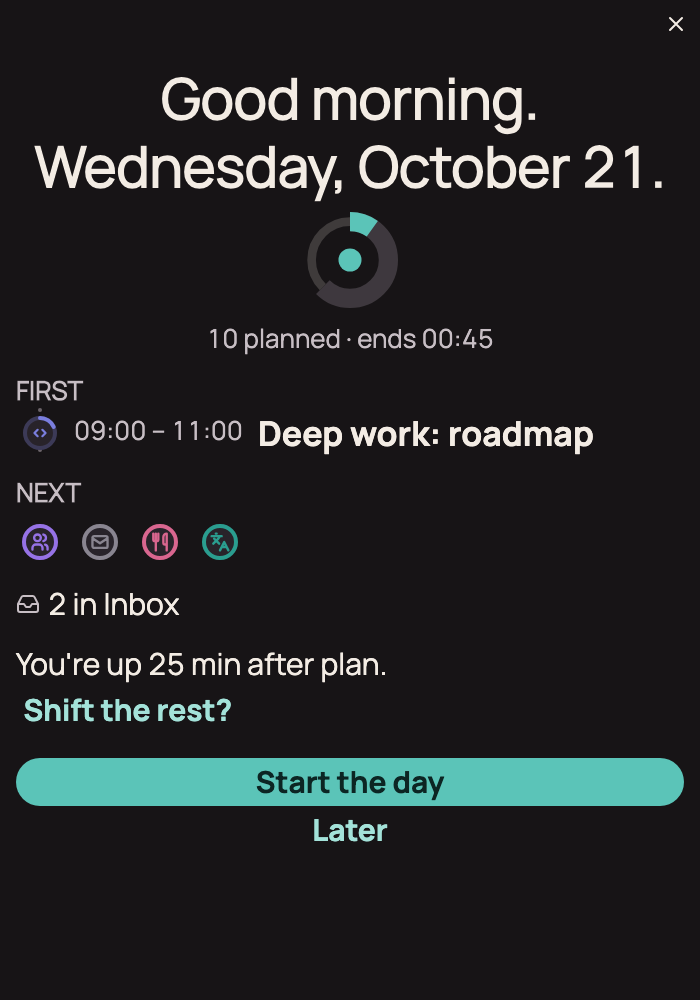 Good morning.
Wednesday, October 21.
10 planned · ends 00:45
FIRST
09:00 – 11:00 Deep work: roadmap
NEXT
2 in Inbox
You're up 25 min after plan.
Shift the rest?
Start the day
Later